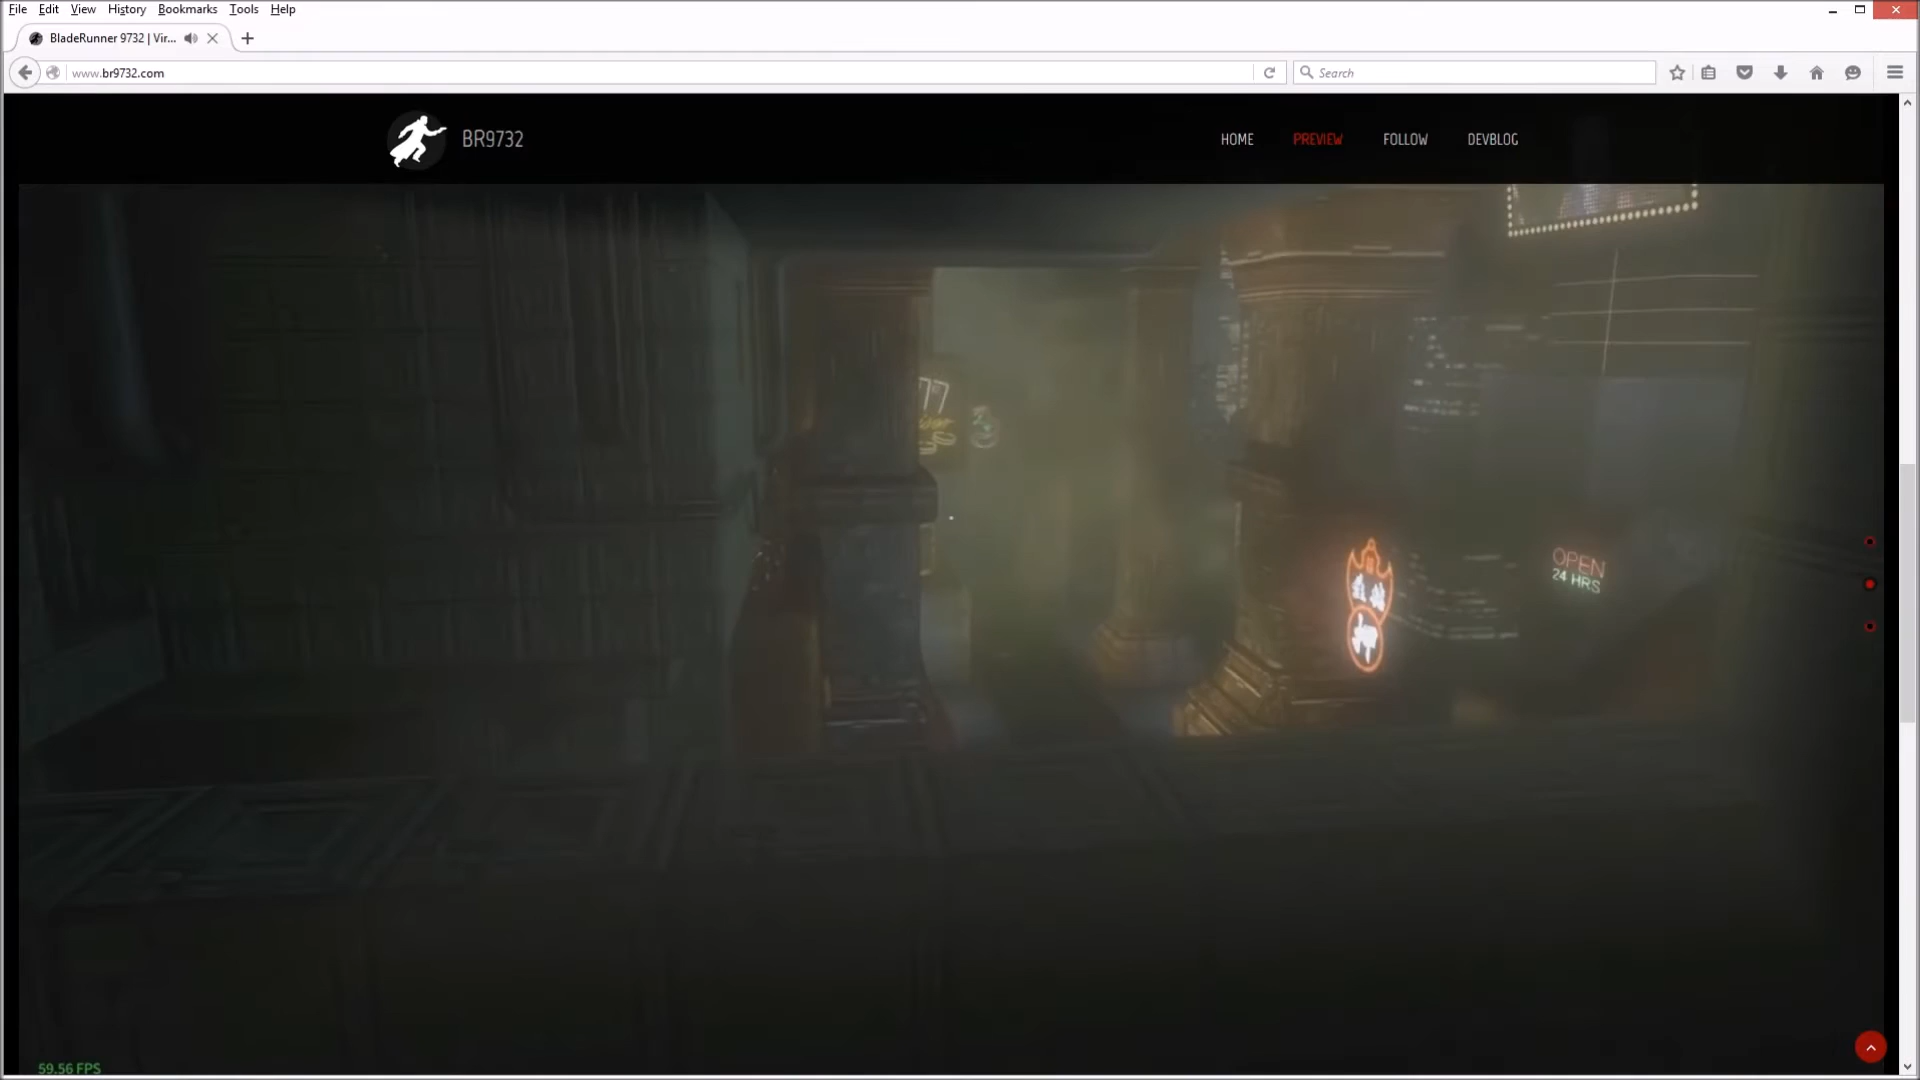 File Edit View History Bookmarks Tools Help
BladeRunner 9732 | Vir...
www.br9732.com
Search
BR9732
HOME PREVIEW FOLLOW DEVBLOG
OPEN
24 HRS
59.56 FPS